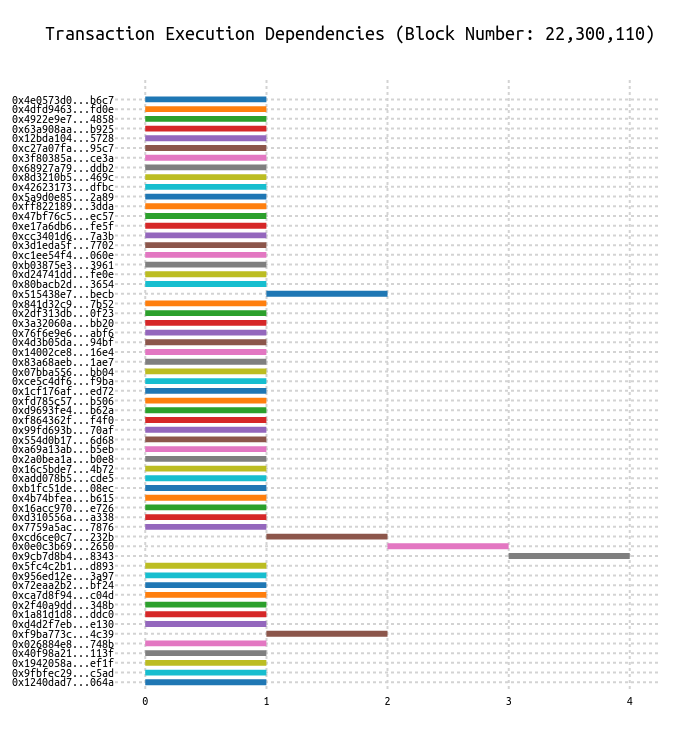 Transaction Execution Dependencies (Block Number: 22,300,110)
0x4e0573d0...b6c7
0x4dfd9463...fd0e
0x4922e9e7...4858
0x63a908aa...b925
0x12bda104...5728
0xc27a07fa...95c7
0x3f80385a...ce3a
0x68927a79...ddb2
0x8d3210b5...469c
0x42623173...dfbc
0x5a9d0e85...2a89
0xff822189...3dda
0x47bf76c5...ec57
0xe17a6db6...fe5f
0xcc3401d6...7a3b
0x3d1eda5f...7702
0xc1ee54f4...060e
0xb03875e3...3961
0xd24741dd...fe0e
0x80bacb2d...3654
0x515438e7...becb
0x841d32c9...7b52
0x2df313db...0f23
0x3a32060a...bb20
0x76f6e9e6...abf6
0x4d3b05da...94bf
0x14002ce8...16e4
0x83a68aeb...1ae7
0x07bba556...bb04
0xce5c4df6...f9ba
0x1cf176af...ed72
0xfd785c57...b506
0xd9693fe4...b62a
0xf864362f...f4f0
0x99fd693b...70af
0x554d0b17...6d68
0xa69a13ab...b5eb
0x2a0bea1a...b0e8
0x16c5bde7...4b72
0xadd078b5...cde5
0xb1fc51de...08ec
0x4b74bfea...b615
0x16acc970...e726
0xd310556a...a338
0x7759a5ac...7876
0xcd6ce0c7...232b
0x0e0c3b69...2650
0x9cb7d8b4...8343
0x5fc4c2b1...d893
0x956ed12e...3a97
0x72eaa2b2...bf24
0xca7d8f94...c04d
0x2f40a9dd...348b
0x1a81d1d8...ddc0
0xd4d2f7eb...e130
0xf9ba773c...4c39
0x026884e8...748b
0x40f98a21...113f
0x1942058a...ef1f
0x9fbfec29...c5ad
0x1240dad7...064a
0 1 2 3 4